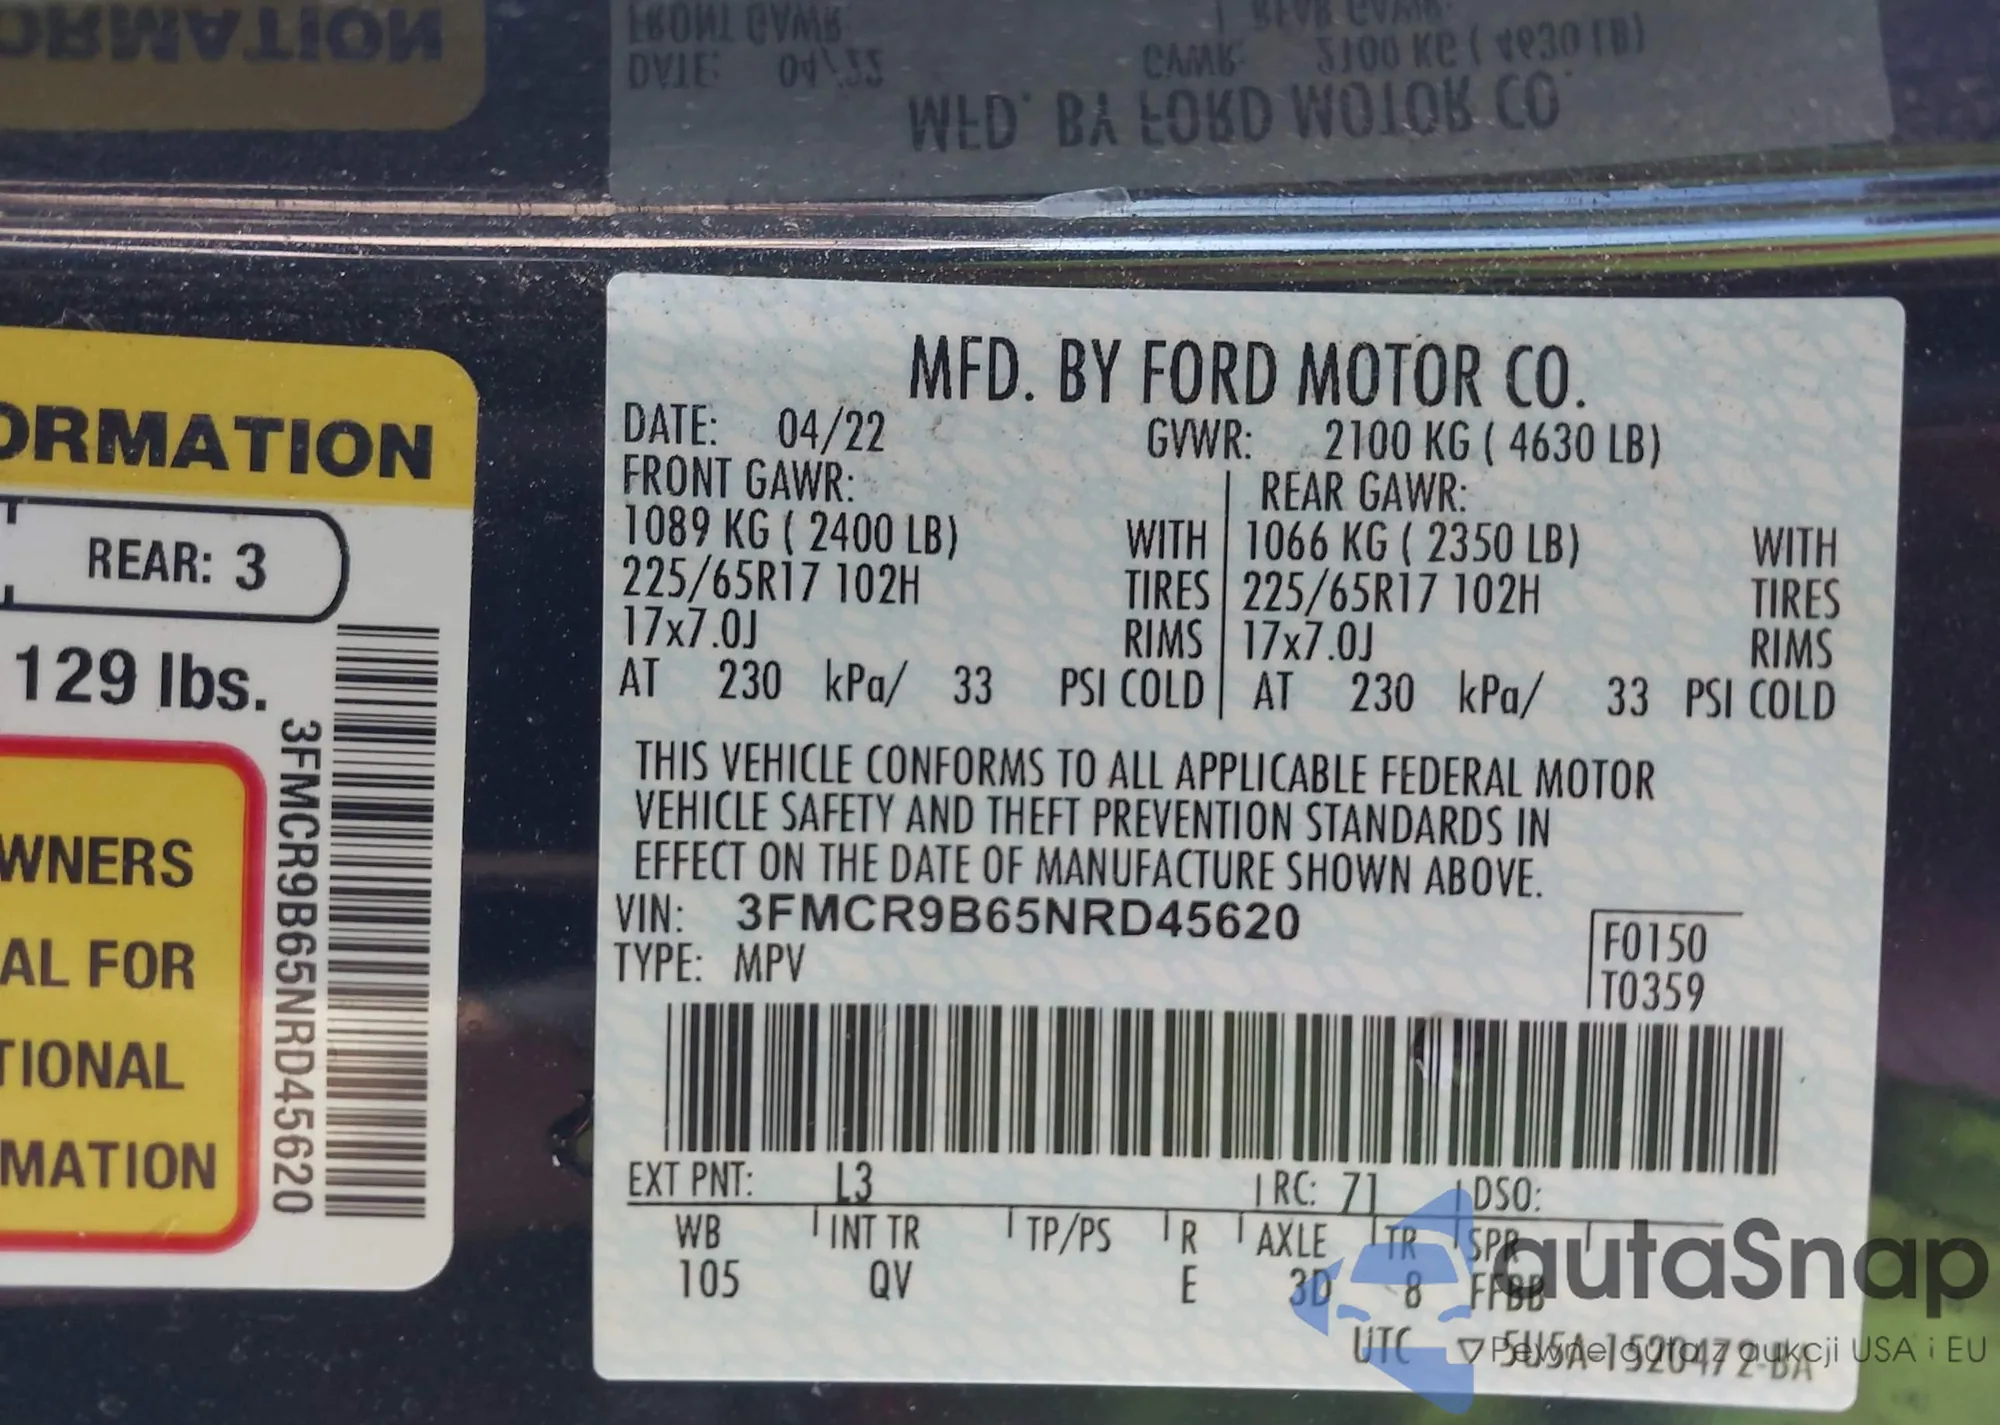 ORMATION
FRONT GAWR:
DATE: 04/22
REAR GAWR:
GVWR: 2100 KG ( 4630 LB)
MFD. BY FORD MOTOR CO.
ORMATION
REAR: 3
129 lbs.
3FMCR9B65NRD45620
WNERS
AL FOR
TIONAL
MATION
MFD. BY FORD MOTOR CO.
DATE: 04/22 GVWR: 2100 KG ( 4630 LB)
FRONT GAWR: REAR GAWR:
1089 KG ( 2400 LB) WITH 1066 KG ( 2350 LB) WITH
225/65R17 102H TIRES 225/65R17 102H TIRES
17x7.0J RIMS 17x7.0J RIMS
AT 230 kPa/ 33 PSI COLD AT 230 kPa/ 33 PSI COLD
THIS VEHICLE CONFORMS TO ALL APPLICABLE FEDERAL MOTOR
VEHICLE SAFETY AND THEFT PREVENTION STANDARDS IN
EFFECT ON THE DATE OF MANUFACTURE SHOWN ABOVE.
VIN: 3FMCR9B65NRD45620
TYPE: MPV
F0150
T0359
EXT PNT: L3 RC: 71 DSO:
WB INT TR TP/PS R AXLE TR SPR
105 QV E 3D 8 FFBB
UTC 5U5A-1520472-BA
autaSnap
Pewne auta z aukcji USA i EU